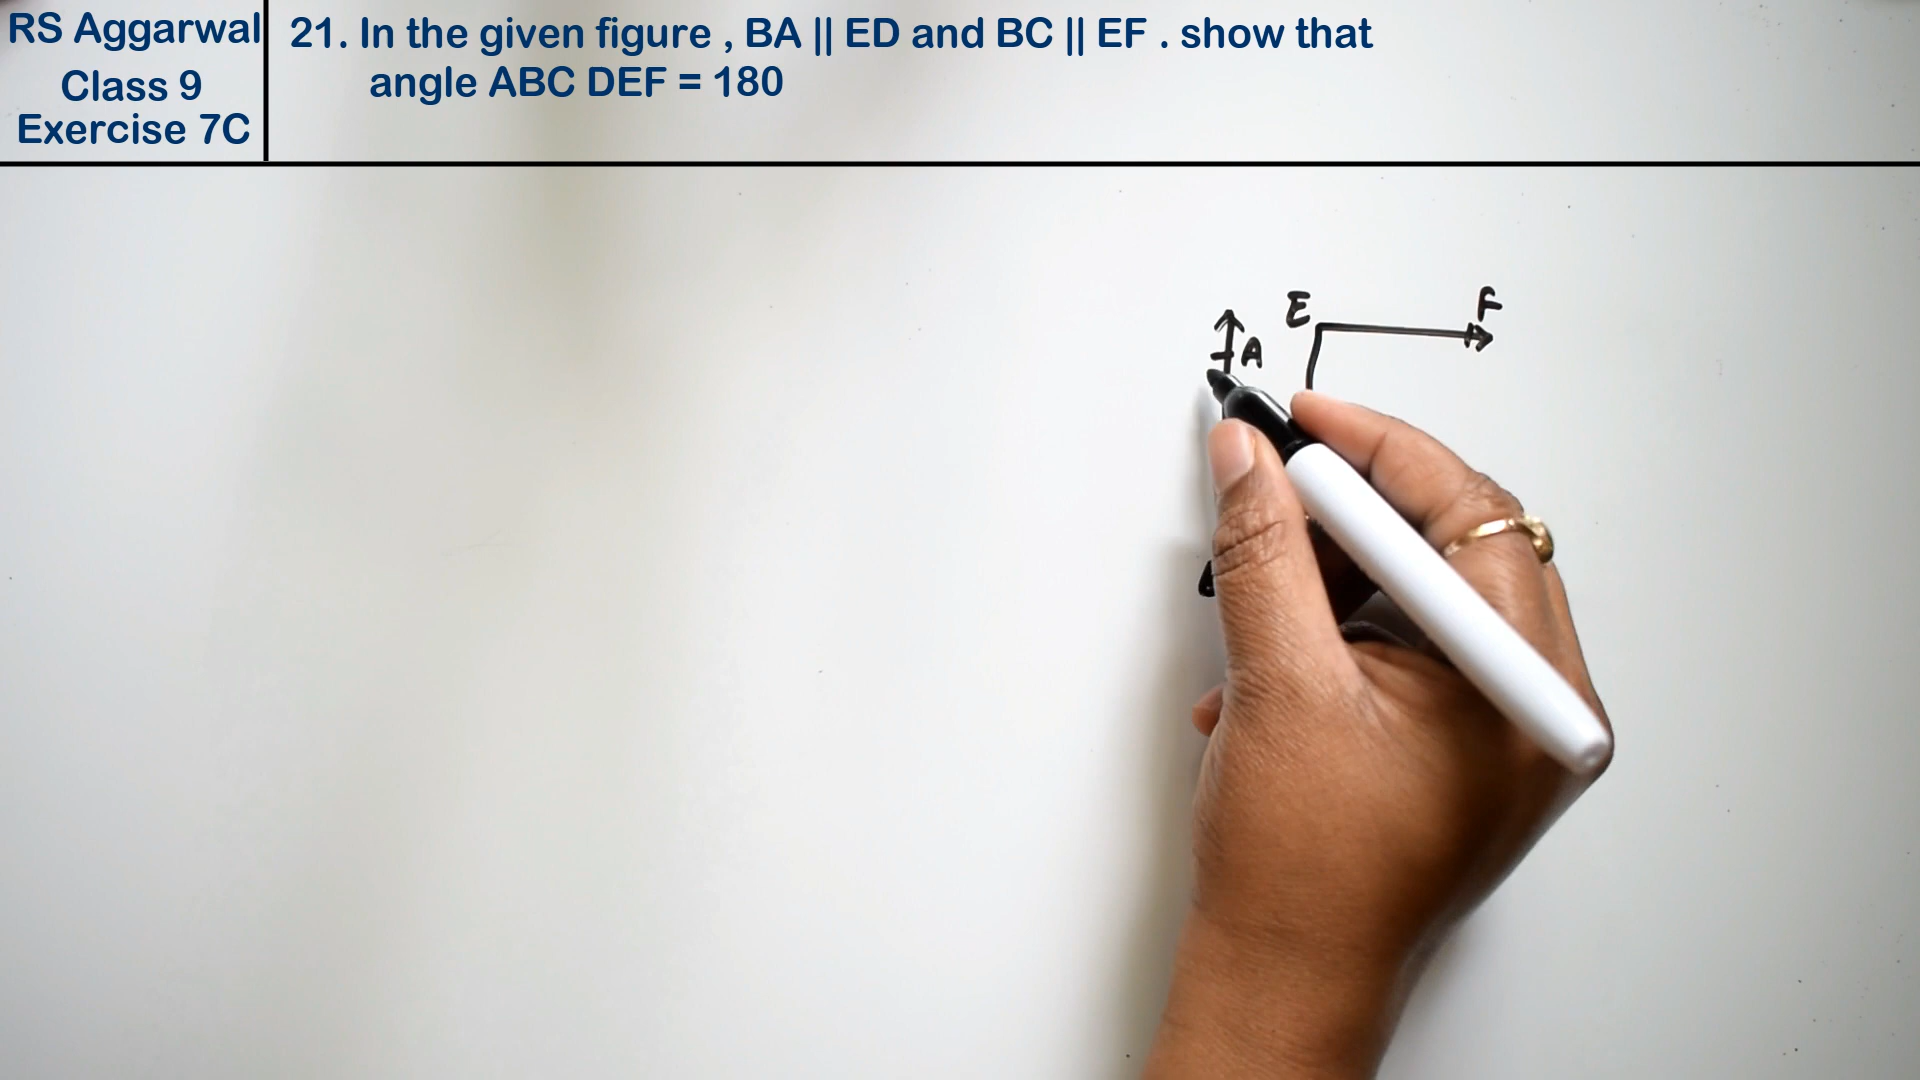 RS Aggarwal
Class 9
Exercise 7C
21. In the given figure , BA || ED and BC || EF . show that
angle ABC DEF = 180
E
F
A